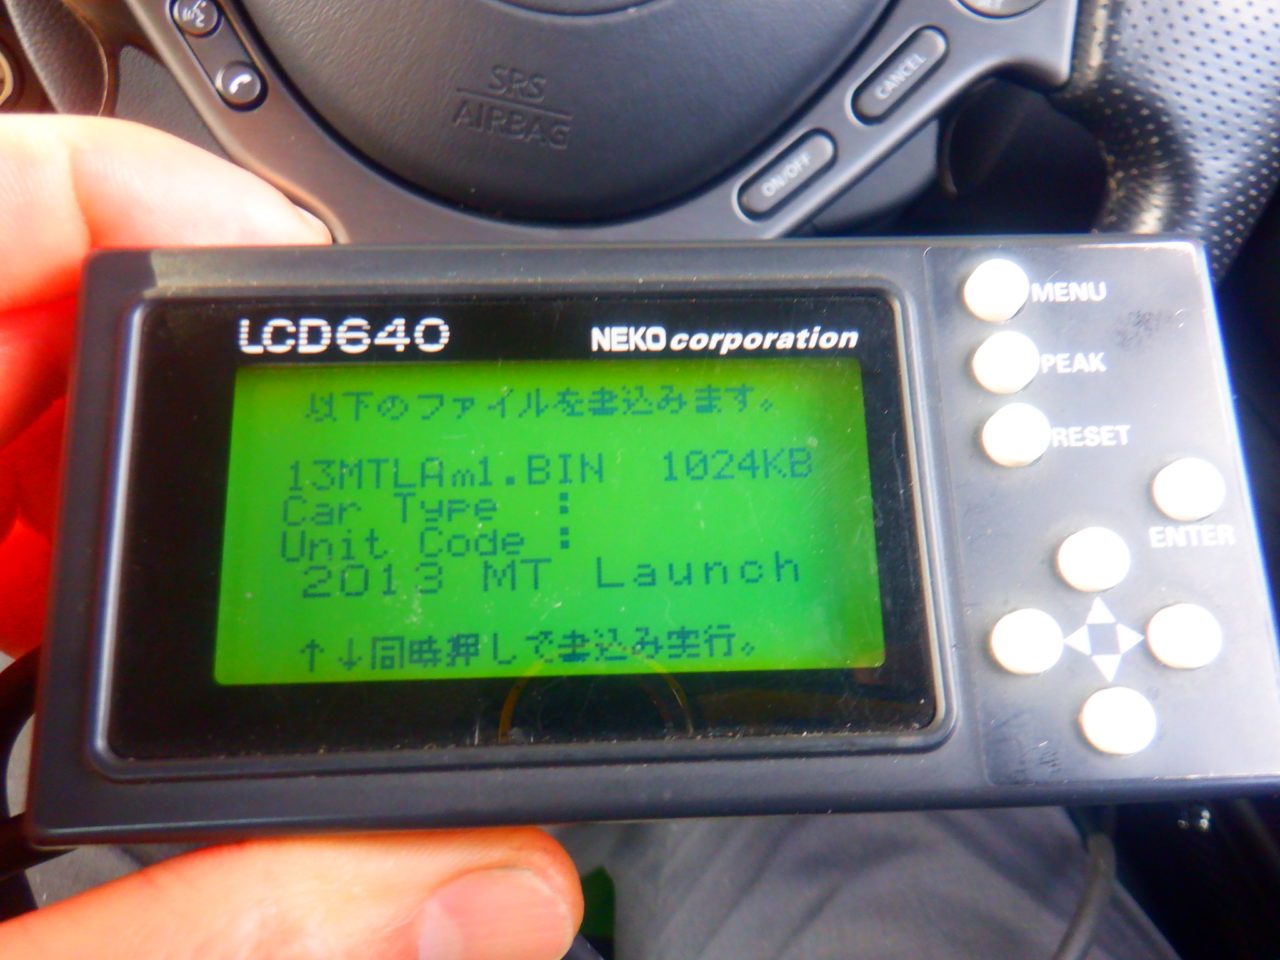 SRS
AIRBAG
CANCEL
ON/OFF
LCD640
NEKO corporation
以下のファイルを書込みます。
13MTLAm1.BIN 1024KB
Car Type :
Unit Code :
2013 MT Launch
↑↓同時押しで書込み実行。
MENU
PEAK
RESET
ENTER